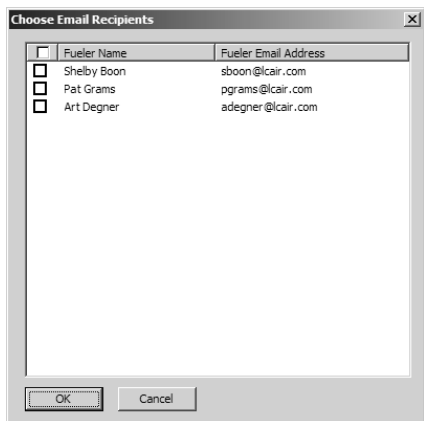 Choose Email Recipients
Fueler Name Fueler Email Address
Shelby Boon sboon@lcair.com
Pat Grams pgrams@lcair.com
Art Degner adegner@lcair.com
OK Cancel